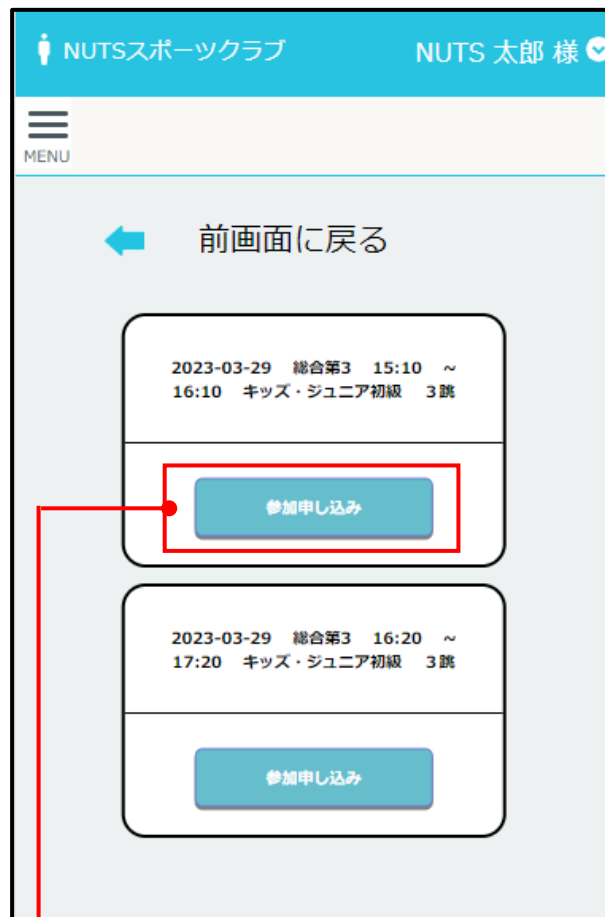 NUTSスポーツクラブ NUTS 太郎 様
MENU
前画面に戻る
2023-03-29 総合第3 15:10 ~
16:10 キッズ・ジュニア初級 3跳
参加申し込み
2023-03-29 総合第3 16:20 ~
17:20 キッズ・ジュニア初級 3跳
参加申し込み